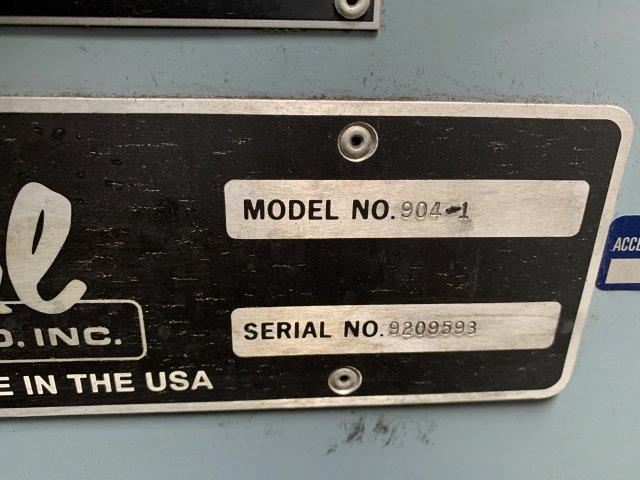 MODEL NO. 904-1
SERIAL NO. 9209593
INC.
IN THE USA